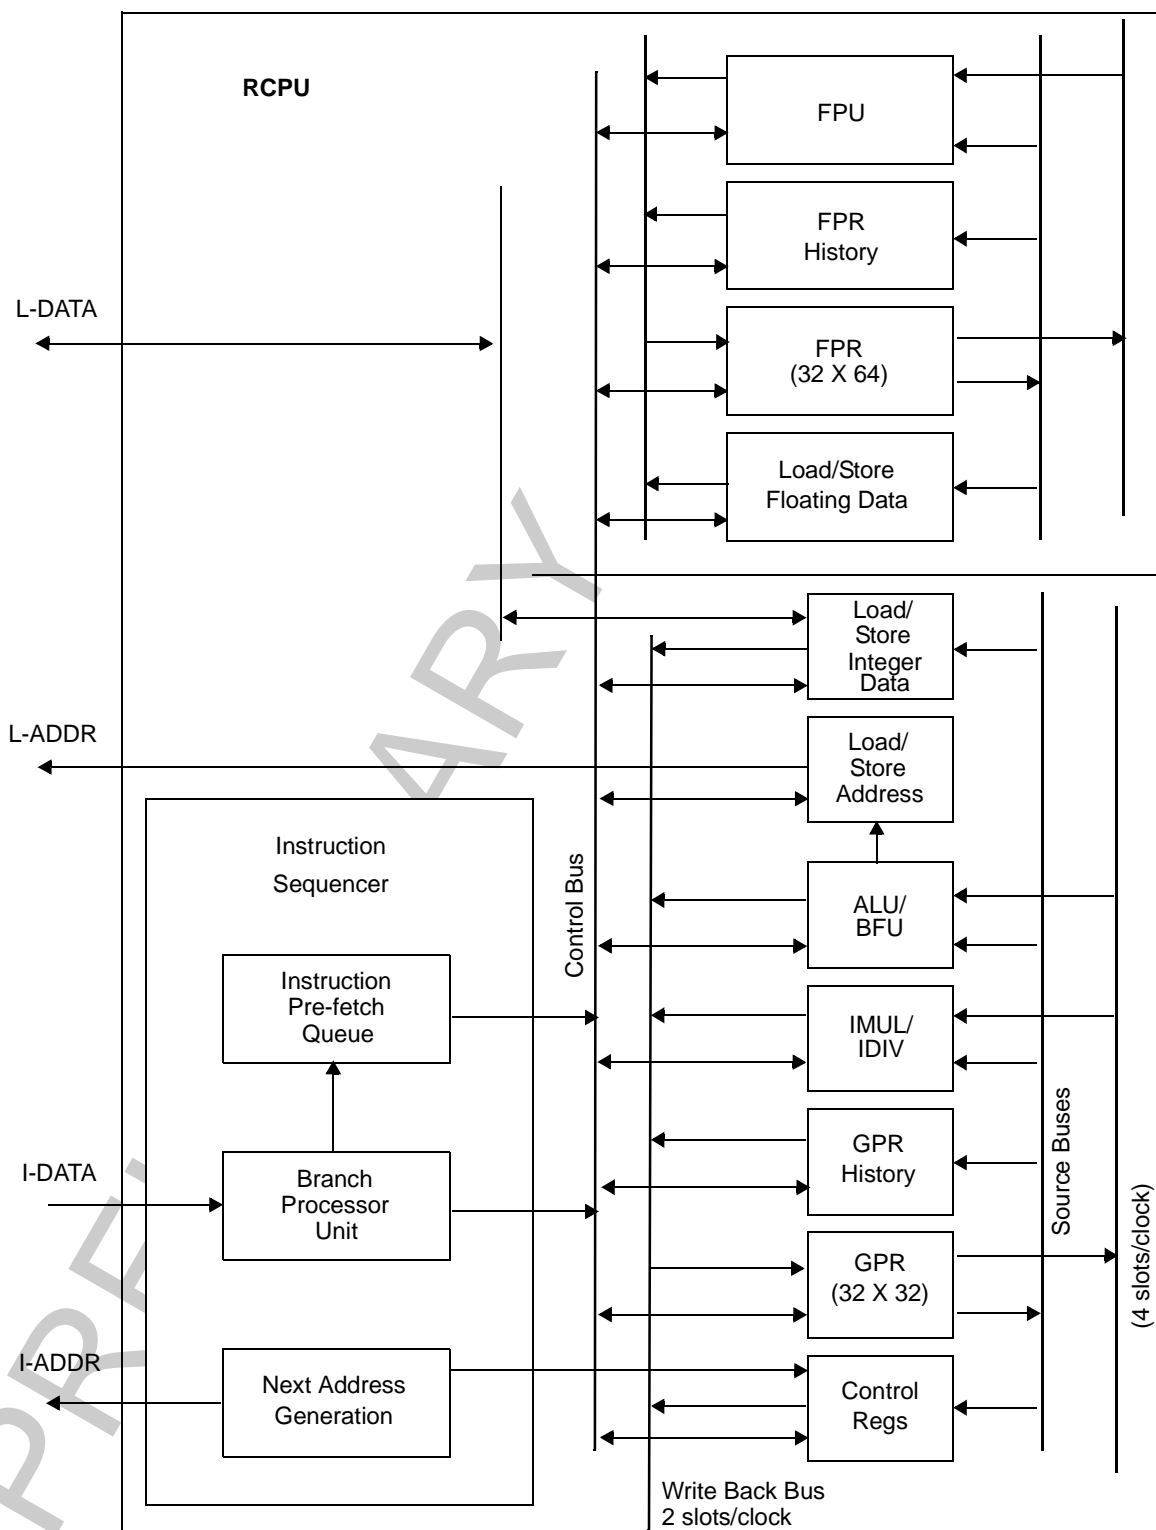 RCPU
FPU
FPR
History
L-DATA
FPR
(32 X 64)
Load/Store
Floating Data
Load/
Store
Integer
Data
L-ADDR
Load/
Store
Address
Instruction
Sequencer
Control Bus
ALU/
BFU
Instruction
Pre-fetch
Queue
IMUL/
IDIV
Source Buses
(4 slots/clock)
GPR
History
I-DATA
Branch
Processor
Unit
GPR
(32 X 32)
I-ADDR
Next Address
Generation
Control
Regs
Write Back Bus
2 slots/clock